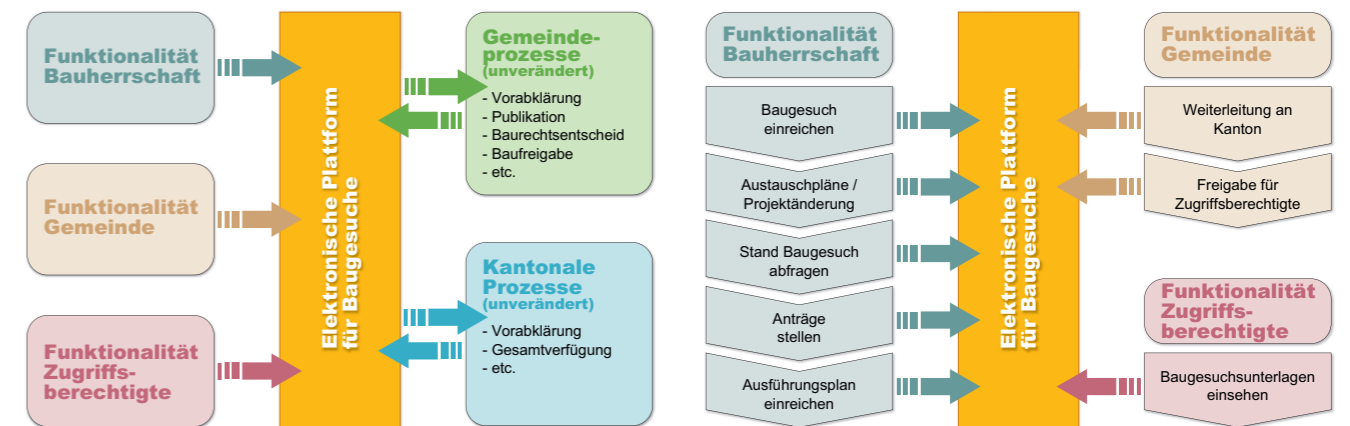 Funktionalität
Bauherrschaft
Funktionalität
Gemeinde
Funktionalität
Zugriffs-
berechtigte
Elektronische Plattform
für Baugesuche
Gemeinde-
prozesse
(unverändert)
- Vorabklärung
- Publikation
- Baurechtsentscheid
- Baufreigabe
- etc.
Kantonale
Prozesse
(unverändert)
- Vorabklärung
- Gesamtverfügung
- etc.
Funktionalität
Bauherrschaft
Baugesuch
einreichen
Austauschpläne /
Projektänderung
Stand Baugesuch
abfragen
Anträge
stellen
Ausführungsplan
einreichen
Elektronische Plattform
für Baugesuche
Funktionalität
Gemeinde
Weiterleitung an
Kanton
Freigabe für
Zugriffsberechtigte
Funktionalität
Zugriffs-
berechtigte
Baugesuchsunterlagen
einsehen